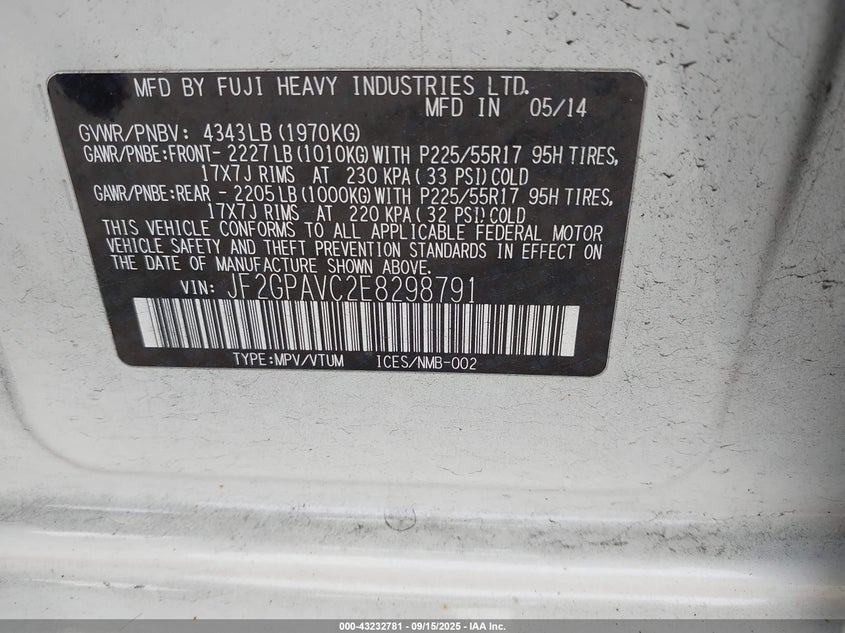 MFD BY FUJI HEAVY INDUSTRIES LTD.
MFD IN 05/14
GVWR/PNBV: 4343LB (1970KG)
GAWR/PNBE:FRONT- 2227LB (1010KG) WITH P225/55R17 95H TIRES,
17X7J RIMS AT 230 KPA ( 33 PSI) COLD
GAWR/PNBE:REAR - 2205LB (1000KG) WITH P225/55R17 95H TIRES,
17X7J RIMS AT 220 KPA ( 32 PSI) COLD
THIS VEHICLE CONFORMS TO ALL APPLICABLE FEDERAL MOTOR
VEHICLE SAFETY AND THEFT PREVENTION STANDARDS IN EFFECT ON
THE DATE OF MANUFACTURE SHOWN ABOVE.
VIN: JF2GPAVC2E8298791
TYPE:MPV/VTUM ICES/NMB-002
000-43232781 - 09/15/2025 - IAA Inc.